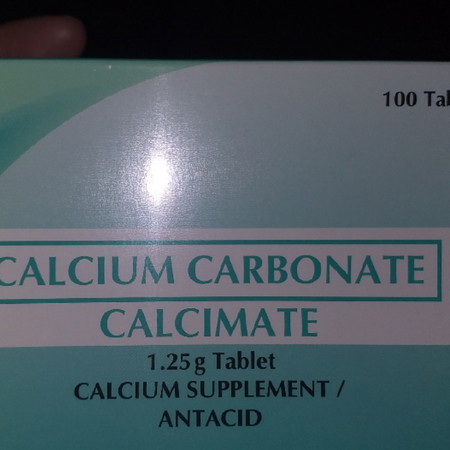 100
CALCIUM CARBONATE
CALCIMATE
1.25g Tablet
CALCIUM SUPPLEMENT /
ANTACID